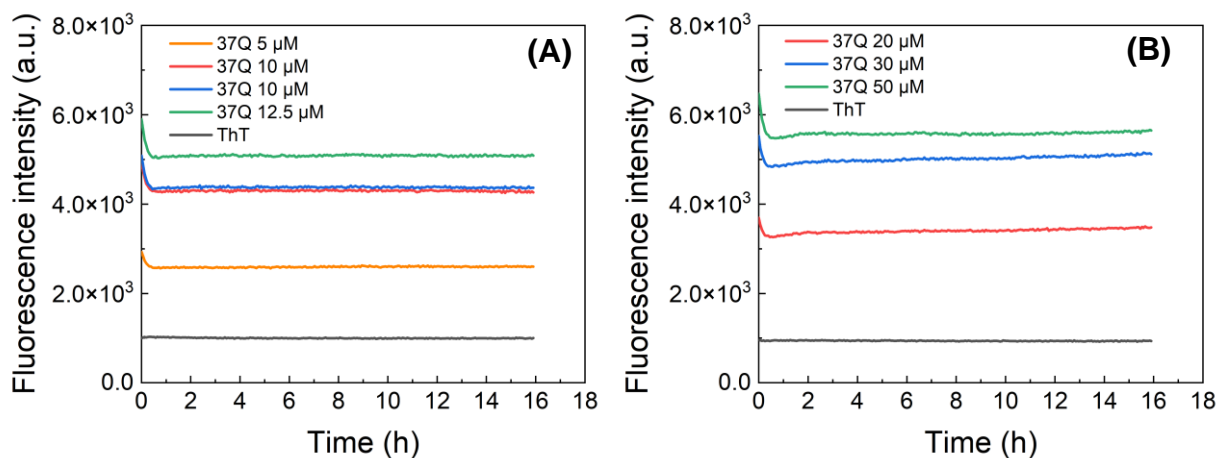 (A)
Fluorescence intensity (a.u.)
8.0×10³
6.0×10³
4.0×10³
2.0×10³
0.0
37Q 5 µM
37Q 10 µM
37Q 10 µM
37Q 12.5 µM
ThT
0 2 4 6 8 10 12 14 16 18
Time (h)
(B)
Fluorescence intensity (a.u.)
8.0×10³
6.0×10³
4.0×10³
2.0×10³
0.0
37Q 20 µM
37Q 30 µM
37Q 50 µM
ThT
0 2 4 6 8 10 12 14 16 18
Time (h)